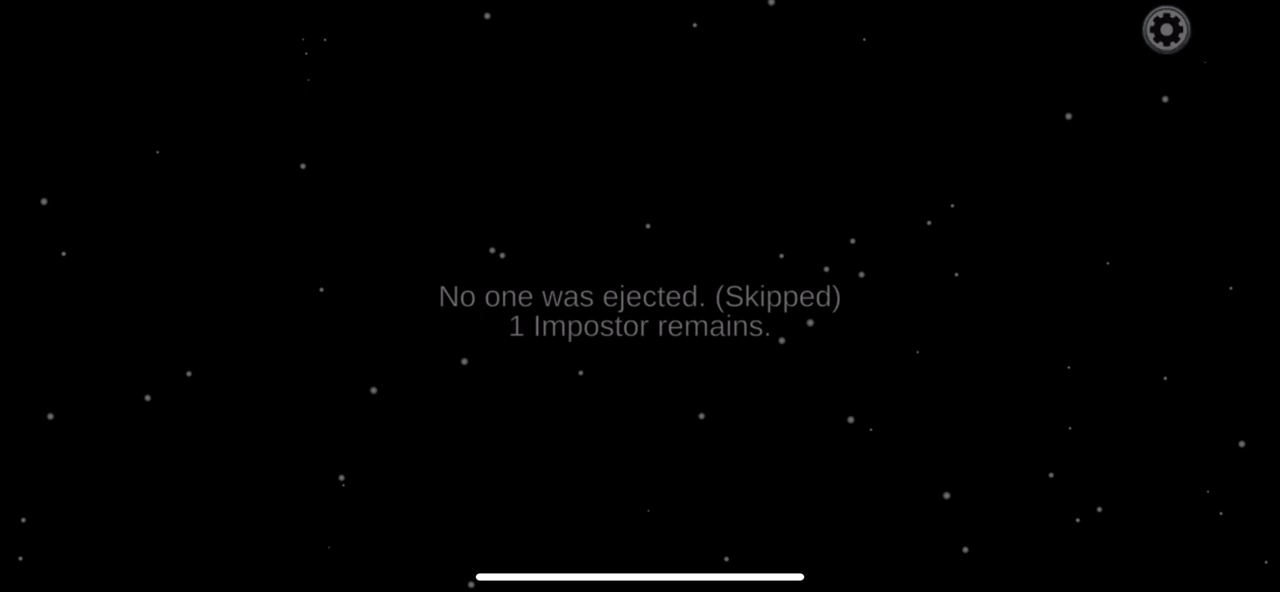 No one was ejected. (Skipped)
1 Impostor remains.